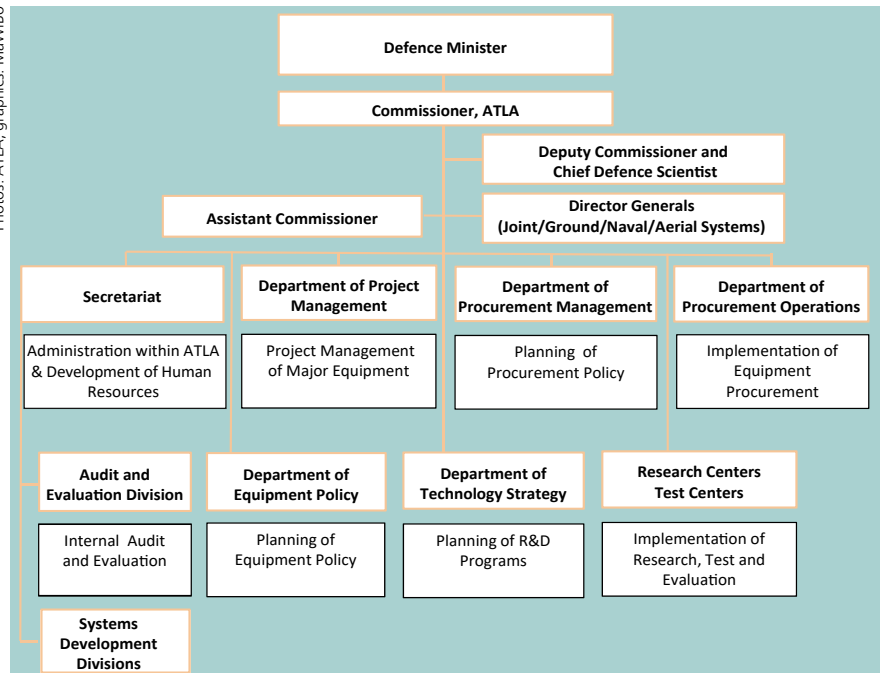 Photos: ATLA, graphics:
Defence Minister
Commissioner, ATLA
Deputy Commissioner and
Chief Defence Scientist
Assistant Commissioner
Director Generals
(Joint/Ground/Naval/Aerial Systems)
Secretariat
Department of Project
Management
Department of
Procurement Management
Department of
Procurement Operations
Administration within ATLA
& Development of Human
Resources
Project Management
of Major Equipment
Planning of
Procurement Policy
Implementation of
Equipment
Procurement
Audit and
Evaluation Division
Department of
Equipment Policy
Department of
Technology Strategy
Research Centers
Test Centers
Internal Audit
and Evaluation
Planning of
Equipment Policy
Planning of R&D
Programs
Implementation of
Research, Test and
Evaluation
Systems
Development
Divisions